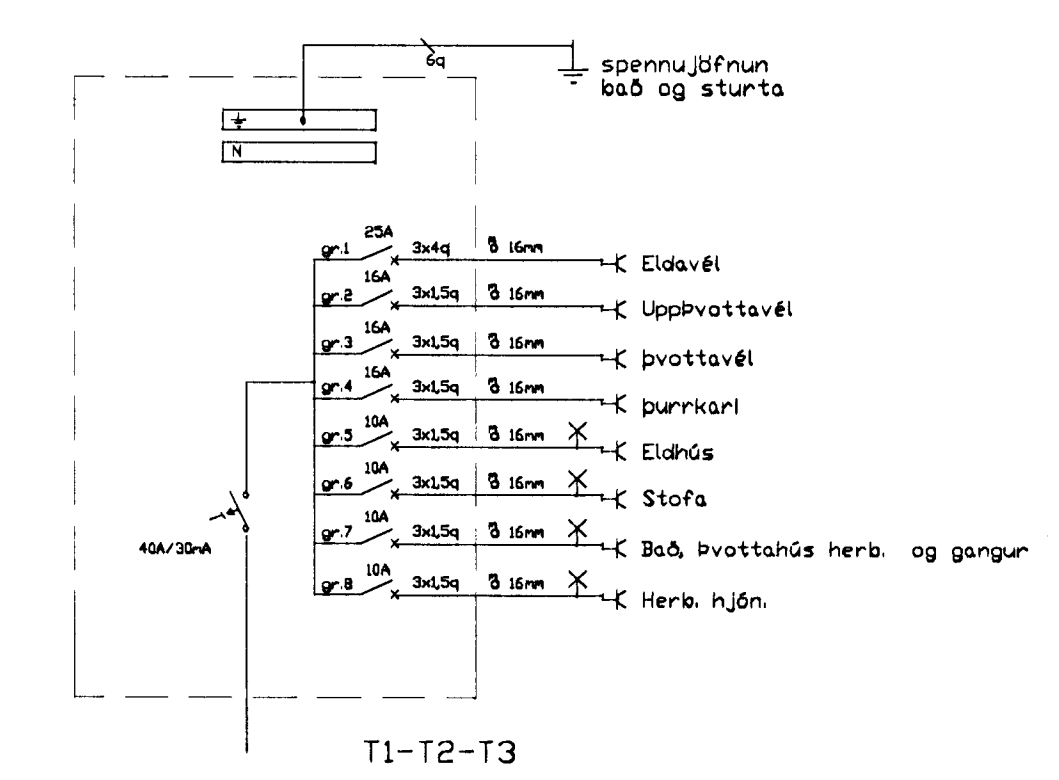 6q
spennujöfnun
bað og sturta
N
gr.1 25A 3x4q 16mm Eldavél
gr.2 16A 3x1,5q 16mm Uppþvottavél
gr.3 16A 3x1,5q 16mm þvottavél
gr.4 16A 3x1,5q 16mm þurrkarl
gr.5 10A 3x1,5q 16mm Eldhús
gr.6 10A 3x1,5q 16mm Stofa
gr.7 10A 3x1,5q 16mm Bað, þvottahús herb. og gangur
gr.8 10A 3x1,5q 16mm Herb. hjón.
40A/30mA
T1-T2-T3